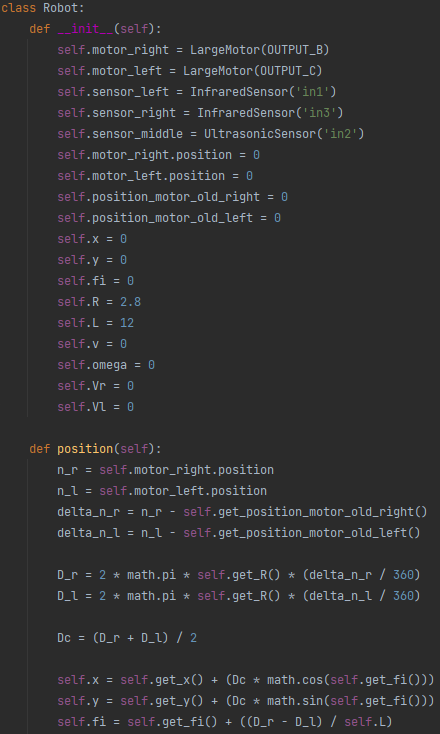 class Robot:
    def __init__(self):
        self.motor_right = LargeMotor(OUTPUT_B)
        self.motor_left = LargeMotor(OUTPUT_C)
        self.sensor_left = InfraredSensor('in1')
        self.sensor_right = InfraredSensor('in3')
        self.sensor_middle = UltrasonicSensor('in2')
        self.motor_right.position = 0
        self.motor_left.position = 0
        self.position_motor_old_right = 0
        self.position_motor_old_left = 0
        self.x = 0
        self.y = 0
        self.fi = 0
        self.R = 2.8
        self.L = 12
        self.v = 0
        self.omega = 0
        self.Vr = 0
        self.Vl = 0

    def position(self):
        n_r = self.motor_right.position
        n_l = self.motor_left.position
        delta_n_r = n_r - self.get_position_motor_old_right()
        delta_n_l = n_l - self.get_position_motor_old_left()

        D_r = 2 * math.pi * self.get_R() * (delta_n_r / 360)
        D_l = 2 * math.pi * self.get_R() * (delta_n_l / 360)

        Dc = (D_r + D_l) / 2

        self.x = self.get_x() + (Dc * math.cos(self.get_fi()))
        self.y = self.get_y() + (Dc * math.sin(self.get_fi()))
        self.fi = self.get_fi() + ((D_r - D_l) / self.L)